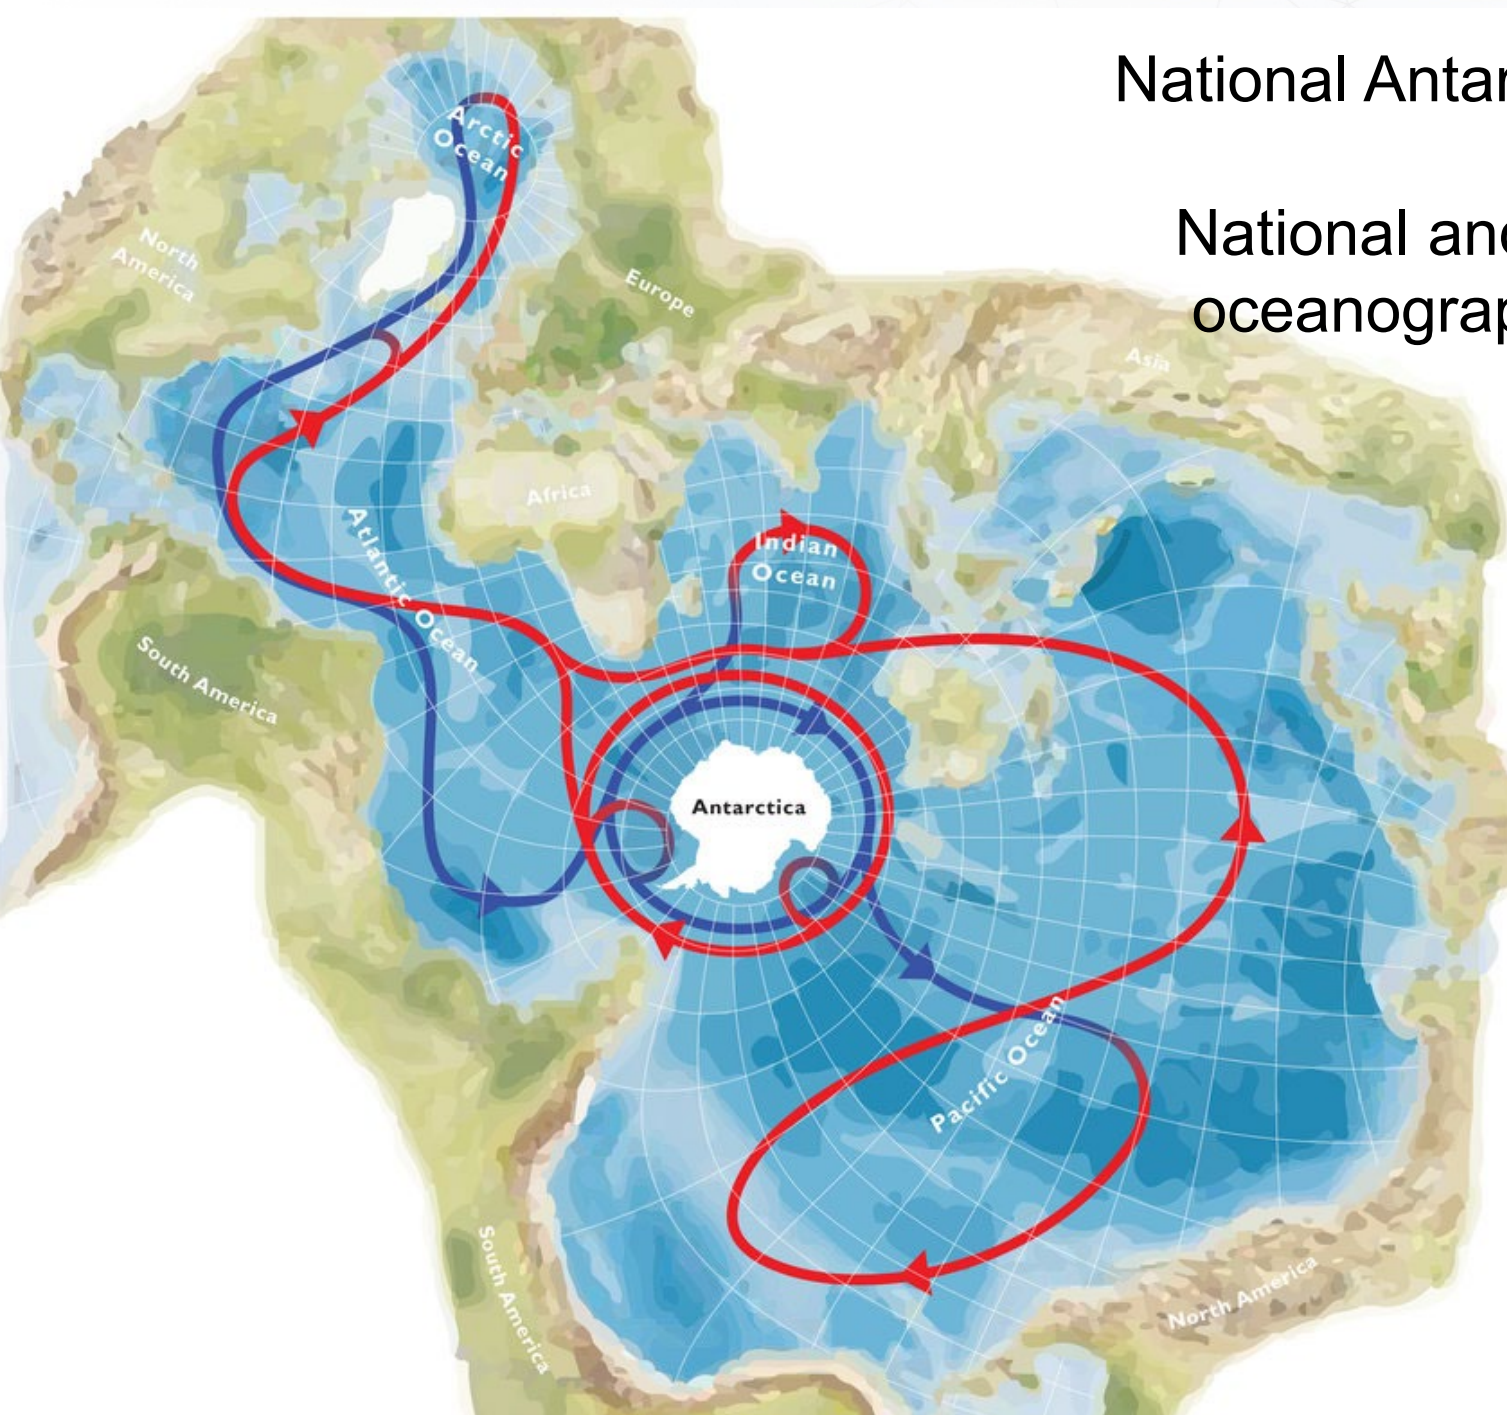 National Antar
National and
oceanograp
Arctic
Ocean
North
America
Europe
Asia
Africa
Atlantic Ocean
Indian
Ocean
South America
Antarctica
Pacific Ocean
South America
North America